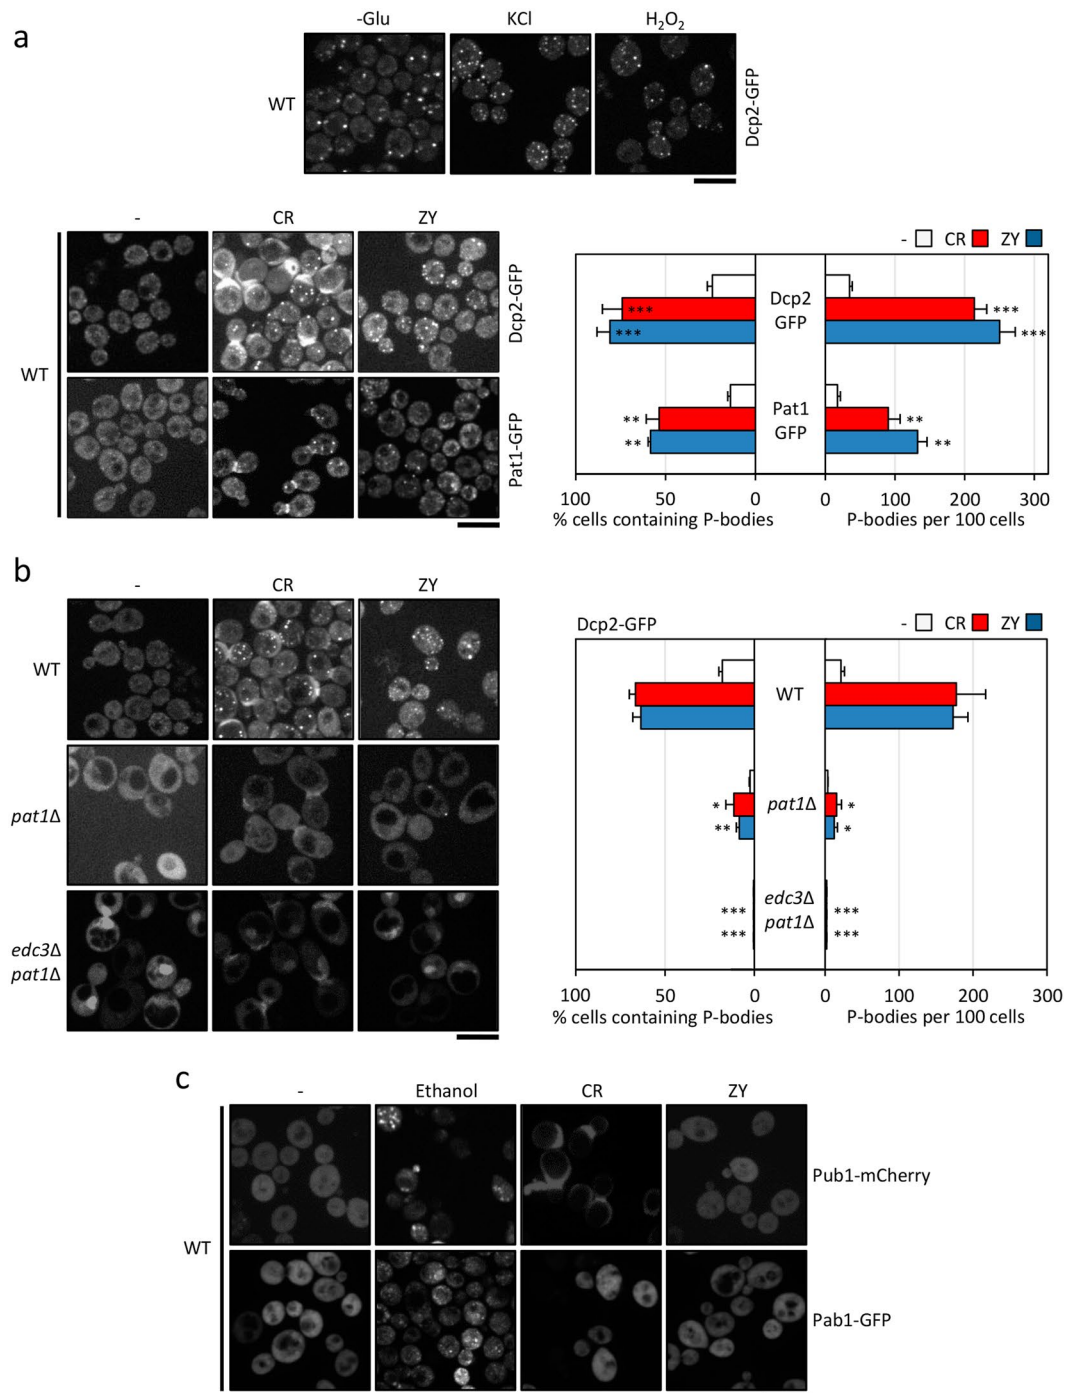 a
-Glu KCl H2O2
WT
Dcp2-GFP
- CR ZY
WT
Dcp2-GFP
Pat1-GFP
- CR ZY
Dcp2
GFP
***
***
***
***
Pat1
GFP
**
**
**
**
100 50 0 0 100 200 300
% cells containing P-bodies P-bodies per 100 cells
b
- CR ZY
WT
pat1Δ
edc3Δ
pat1Δ
Dcp2-GFP - CR ZY
WT
* pat1Δ *
** *
edc3Δ
*** pat1Δ ***
*** ***
100 50 0 0 100 200 300
% cells containing P-bodies P-bodies per 100 cells
c
- Ethanol CR ZY
WT
Pub1-mCherry
Pab1-GFP